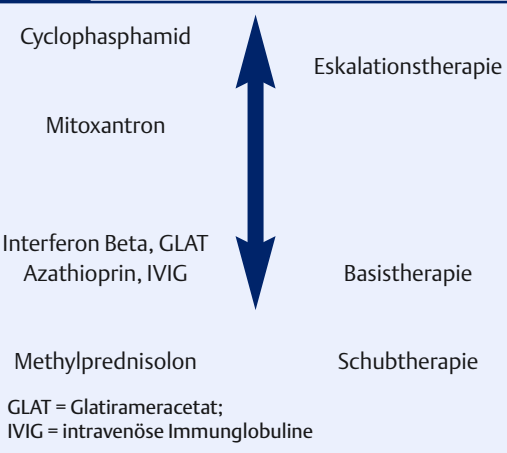 Cyclophasphamid
Eskalationstherapie
Mitoxantron
Interferon Beta, GLAT
Azathioprin, IVIG
Basistherapie
Methylprednisolon
Schubtherapie
GLAT = Glatirameracetat;
IVIG = intravenöse Immunglobuline